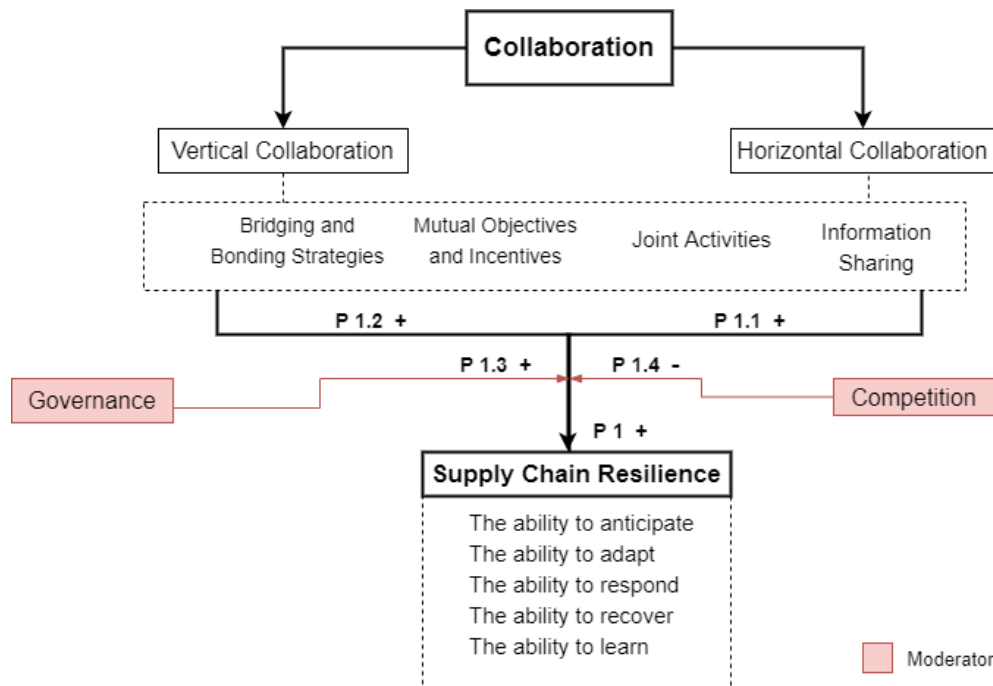 Collaboration
Vertical Collaboration
Horizontal Collaboration
Bridging and
Bonding Strategies
Mutual Objectives
and Incentives
Joint Activities
Information
Sharing
P 1.2 +
P 1.1 +
P 1.3 +
P 1.4 -
Governance
Competition
P 1 +
Supply Chain Resilience
The ability to anticipate
The ability to adapt
The ability to respond
The ability to recover
The ability to learn
Moderator